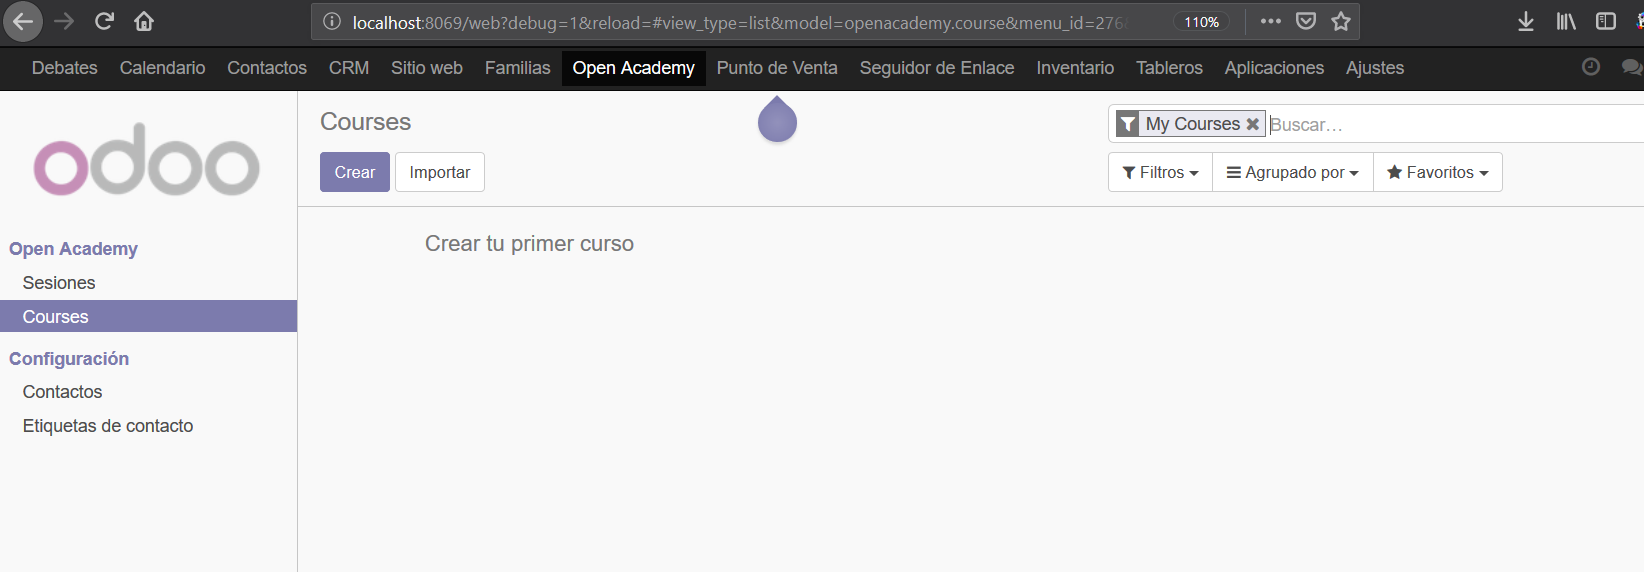 localhost:8069/web?debug=1&reload=#view_type=list&model=openacademy.course&menu_id=276
110%
Debates Calendario Contactos CRM Sitio web Familias Open Academy Punto de Venta Seguidor de Enlace Inventario Tableros Aplicaciones Ajustes
odoo
Courses
My Courses
Buscar...
Crear
Importar
Filtros
Agrupado por
Favoritos
Open Academy
Sesiones
Courses
Configuración
Contactos
Etiquetas de contacto
Crear tu primer curso